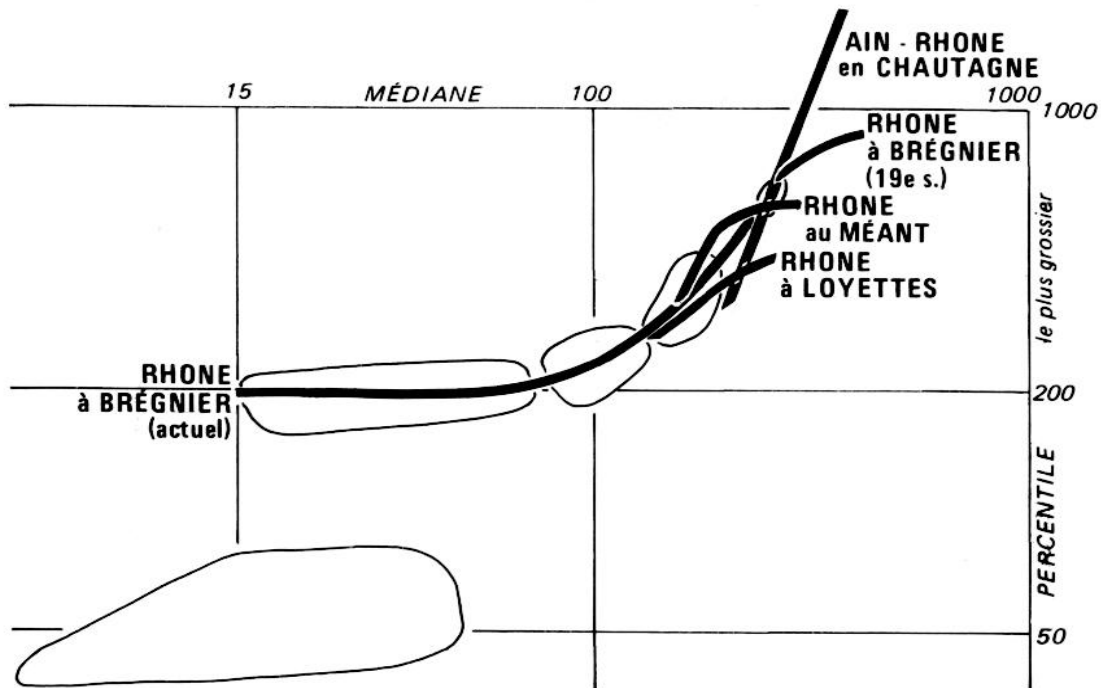 AIN - RHONE
en CHAUTAGNE
15
MÉDIANE
100
1000
1000
RHONE
à BRÉGNIER
(19e s.)
RHONE
au MÉANT
RHONE
à LOYETTES
le plus grossier
RHONE
à BRÉGNIER
(actuel)
200
PERCENTILE
50